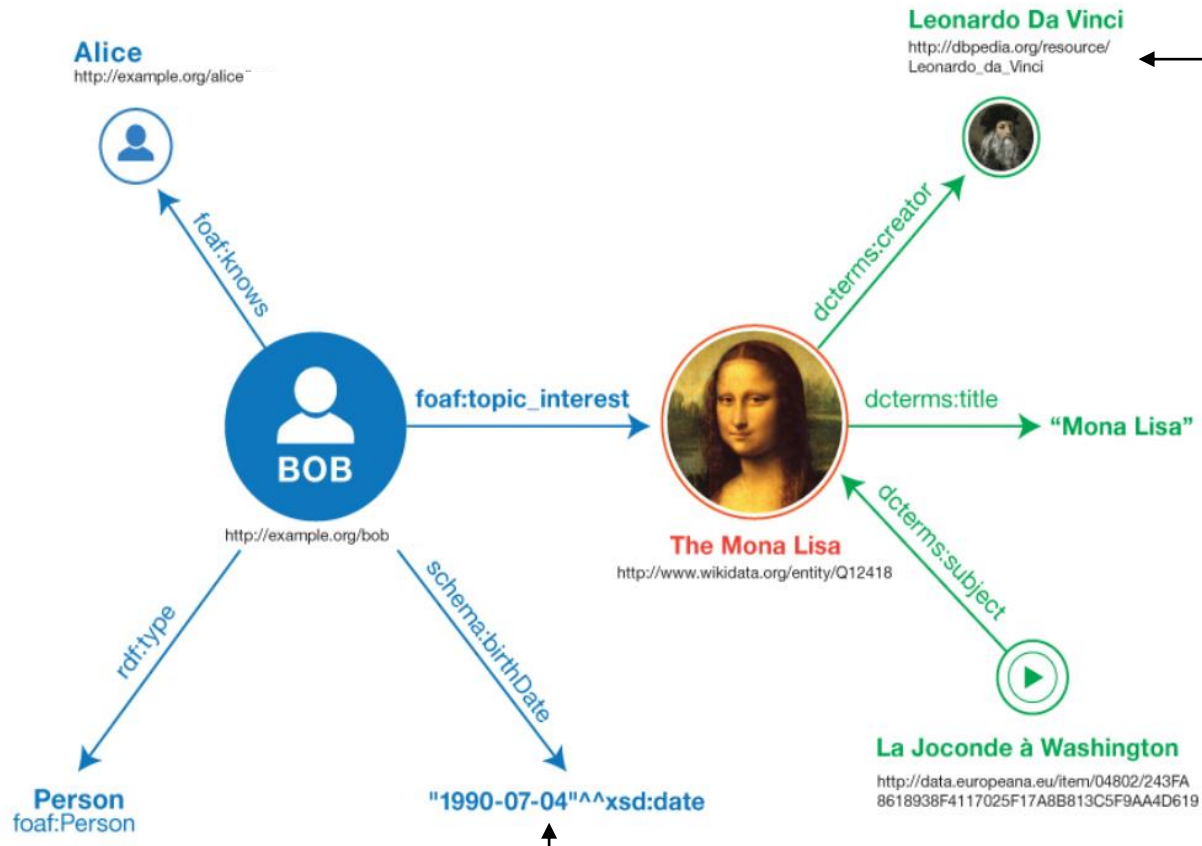 Leonardo Da Vinci
http://dbpedia.org/resource/
Leonardo_da_Vinci
Alice
http://example.org/alice
foaf:knows
dcterms:creator
BOB
http://example.org/bob
foaf:topic_interest
dcterms:title
“Mona Lisa”
The Mona Lisa
http://www.wikidata.org/entity/Q12418
dcterms:subject
rdf:type
schema:birthDate
La Joconde à Washington
http://data.europeana.eu/item/04802/243FA
8618938F4117025F17A8B813C5F9AA4D619
Person
foaf:Person
"1990-07-04"^^xsd:date